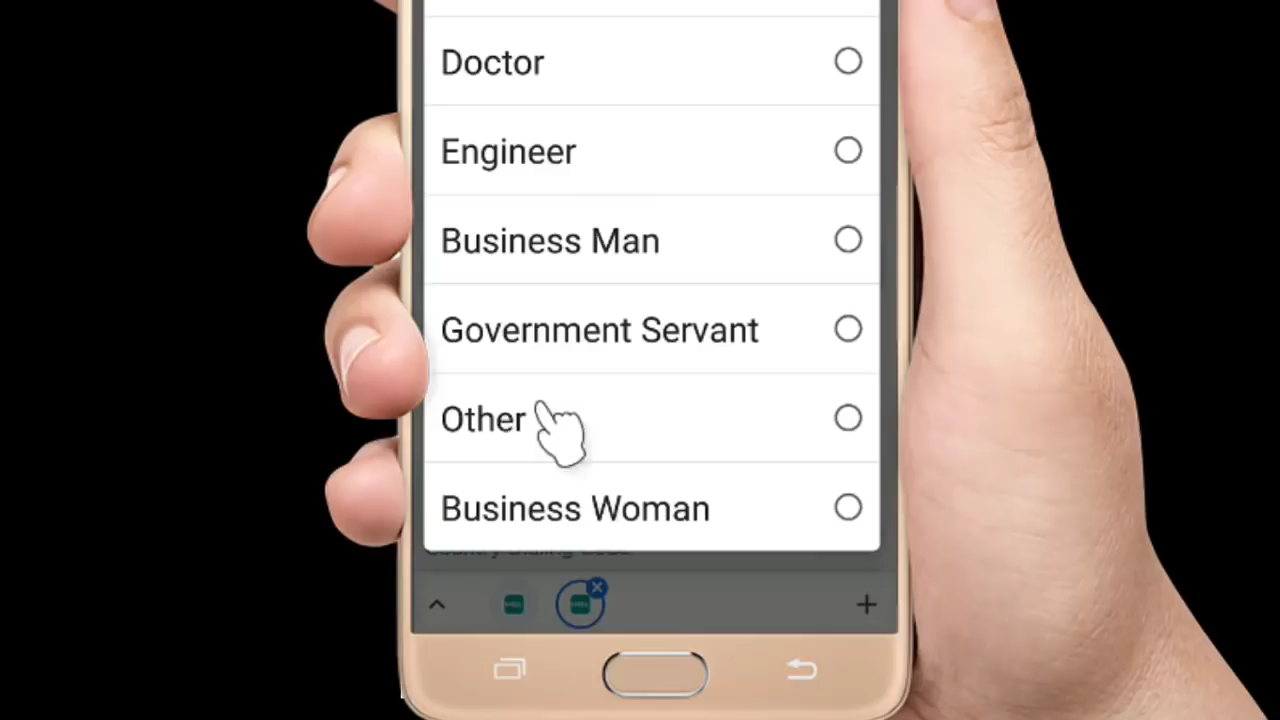 Doctor
Engineer
Business Man
Government Servant
Other
Business Woman